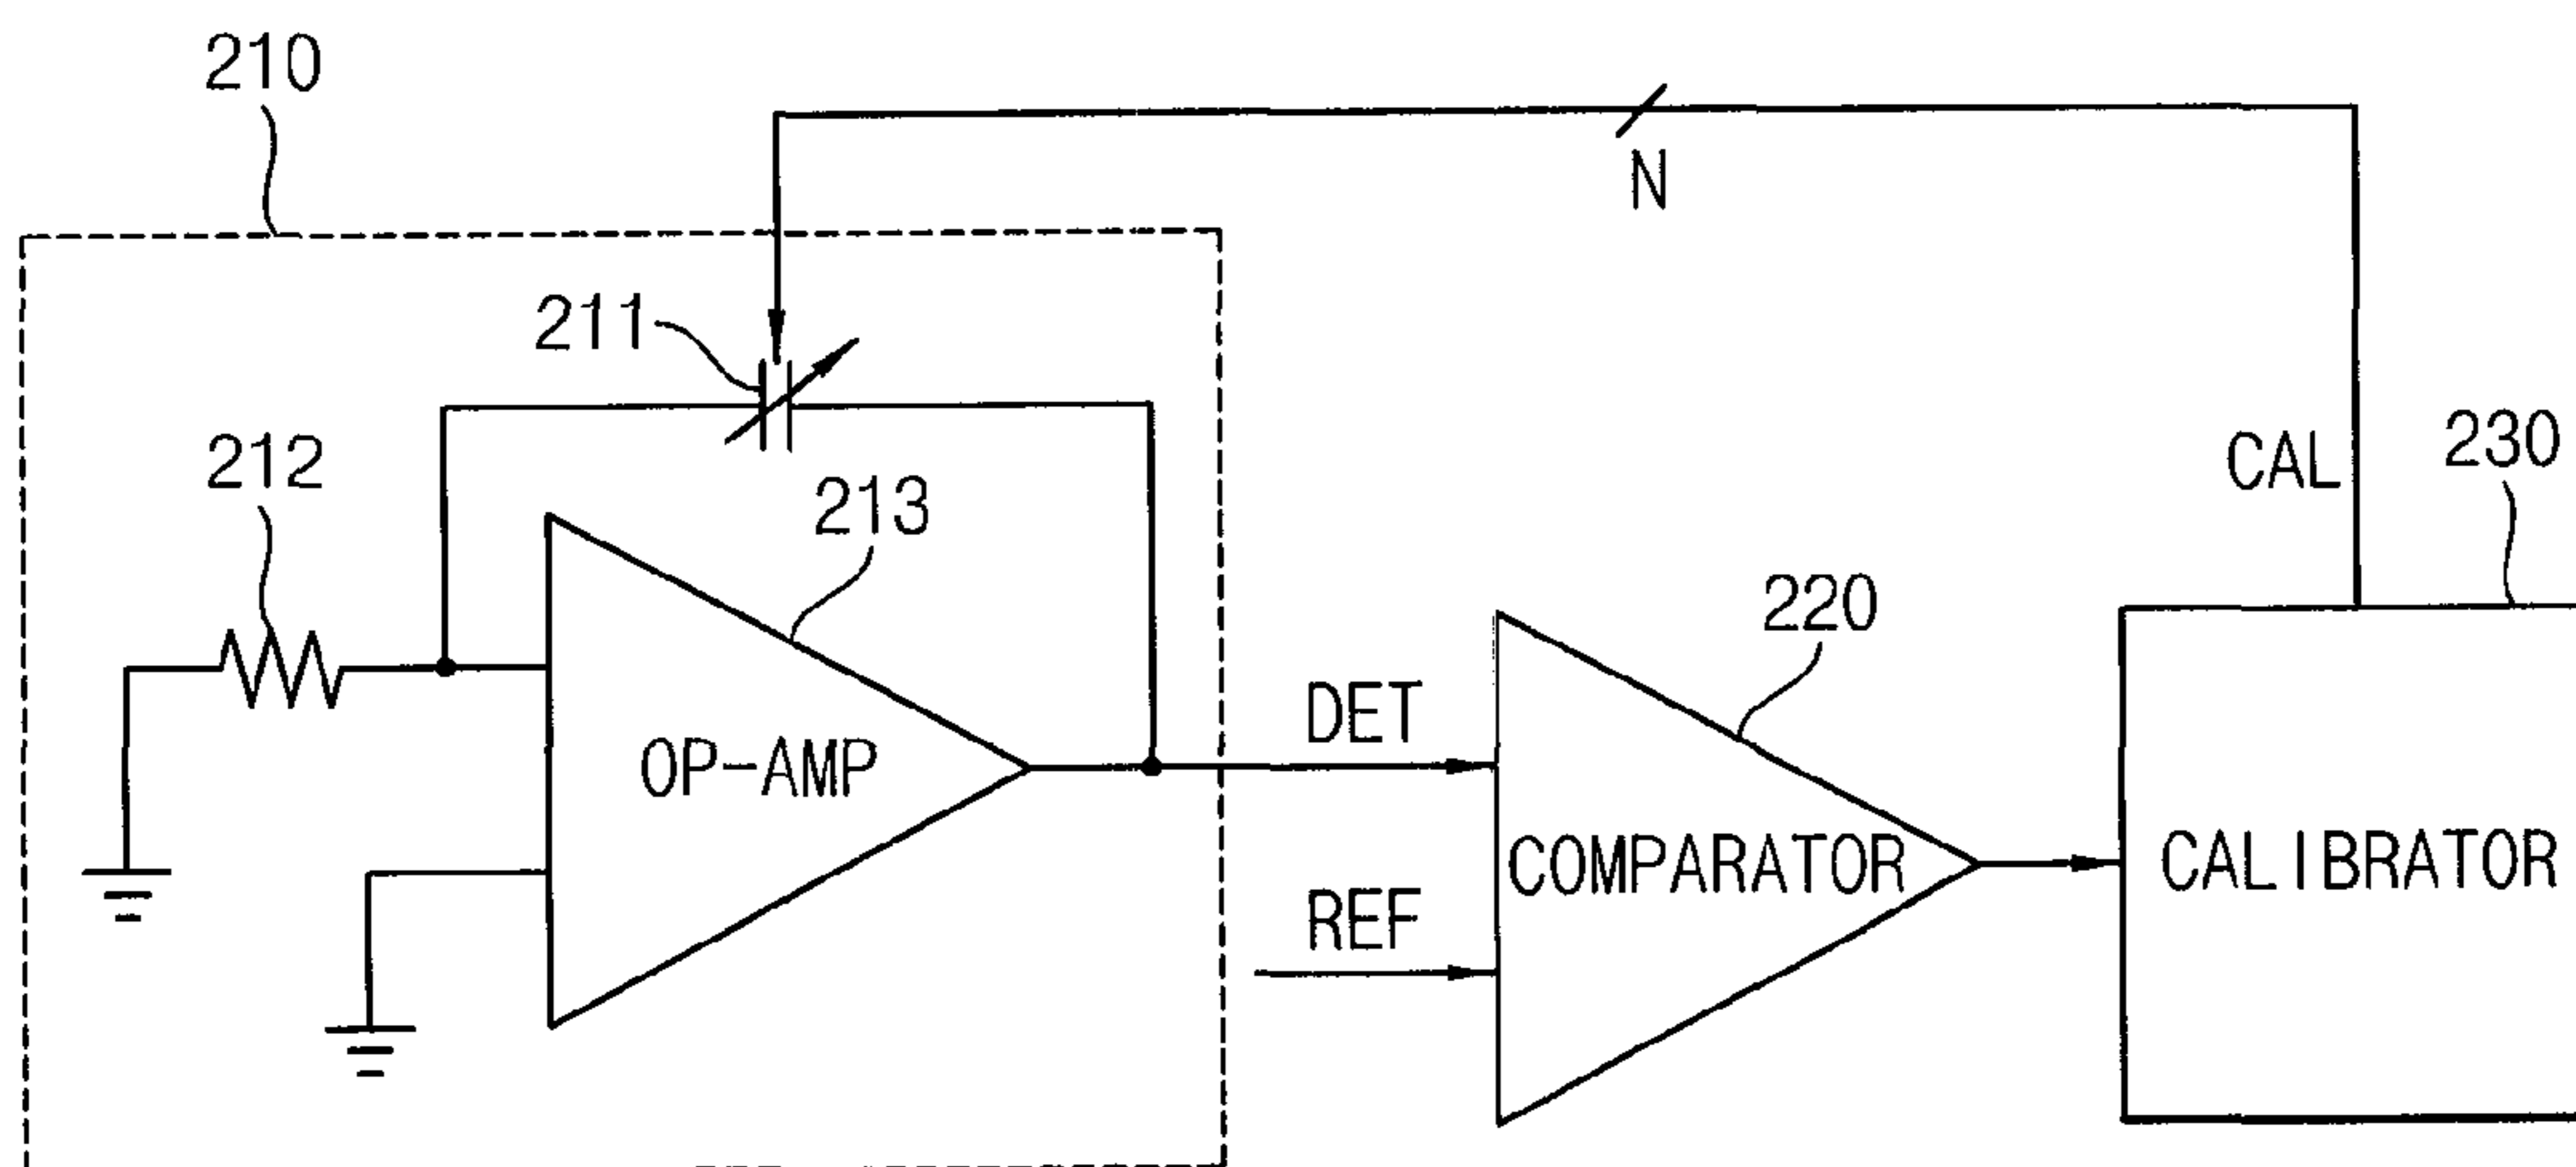 210
N
211
212
213
CAL
230
220
DET
OP-AMP
COMPARATOR
CALIBRATOR
REF